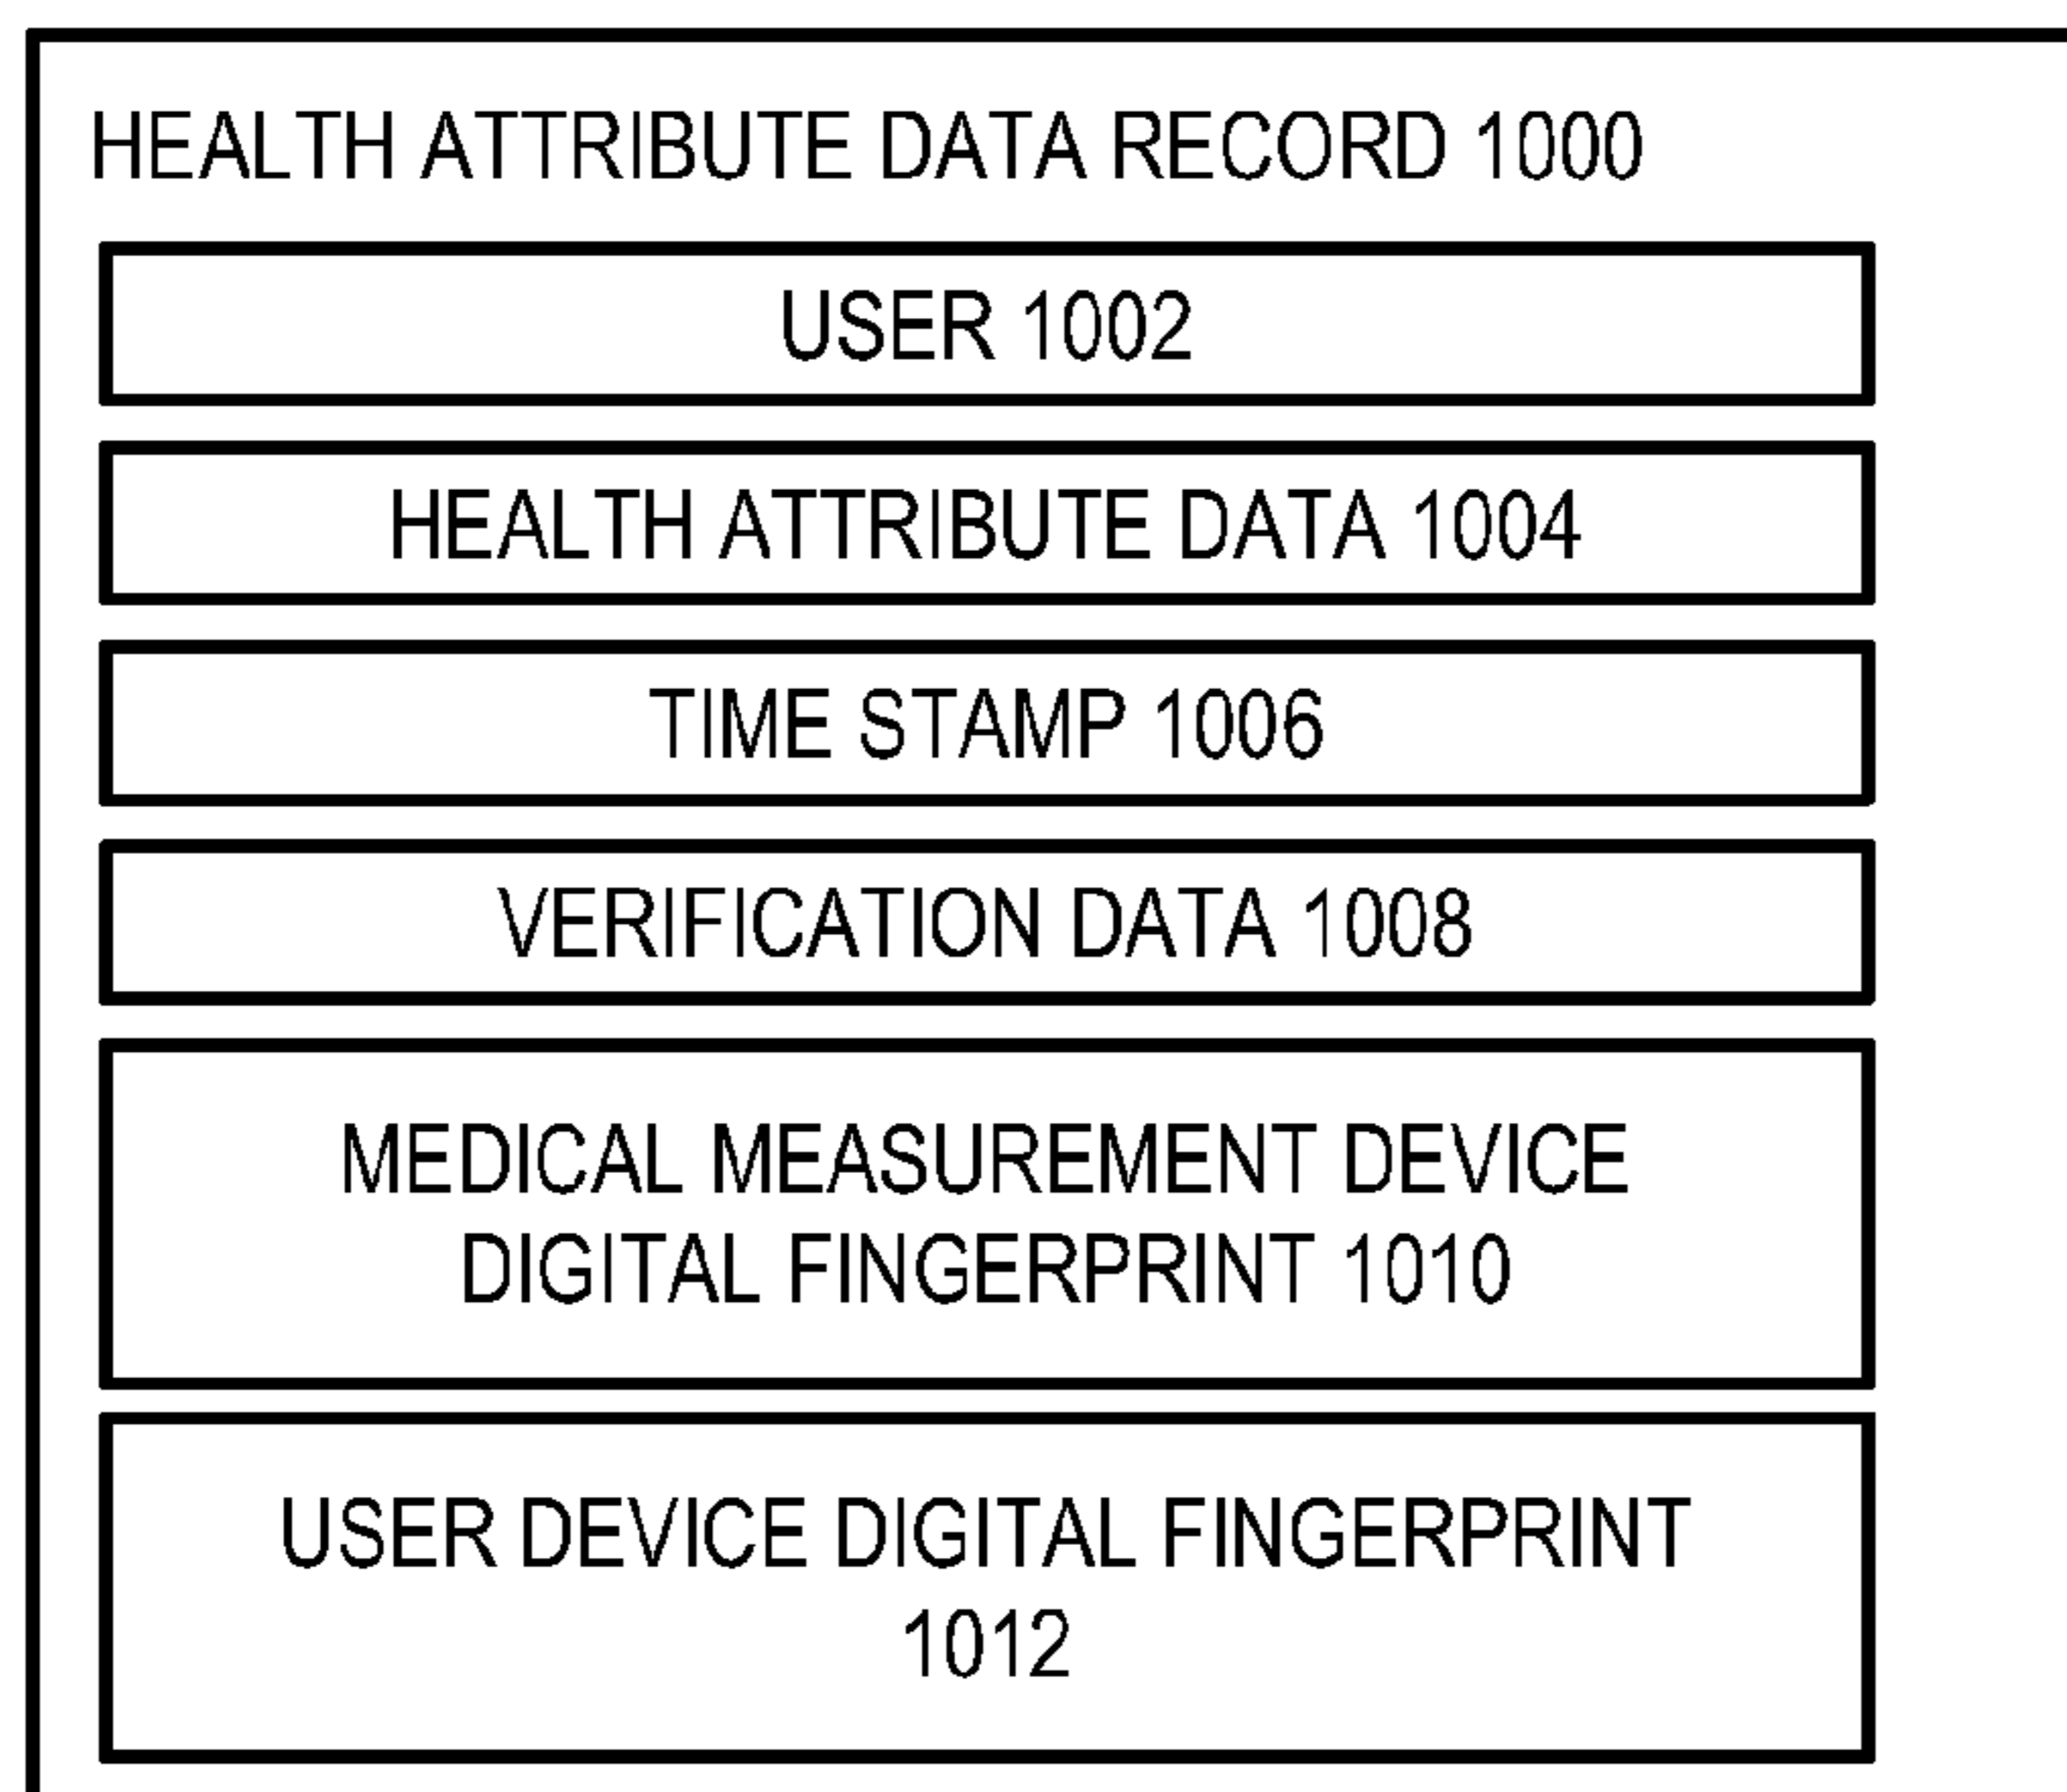 HEALTH ATTRIBUTE DATA RECORD 1000
USER 1002
HEALTH ATTRIBUTE DATA 1004
TIME STAMP 1006
VERIFICATION DATA 1008
MEDICAL MEASUREMENT DEVICE
DIGITAL FINGERPRINT 1010
USER DEVICE DIGITAL FINGERPRINT
1012